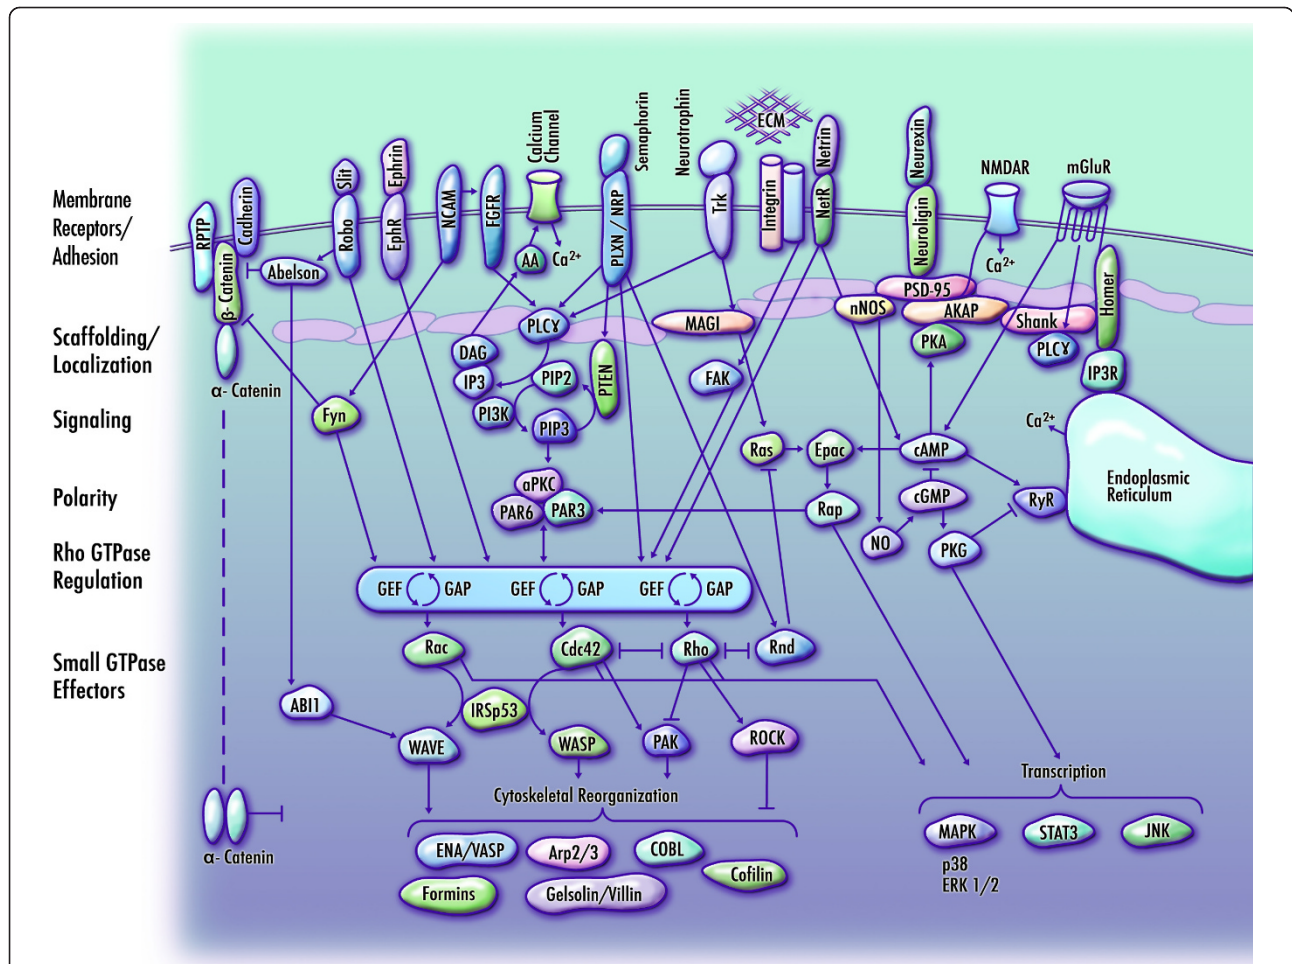 Membrane
Receptors/
Adhesion
Scaffolding/
Localization
Signaling
Polarity
Rho GTPase
Regulation
Small GTPase
Effectors
RPTP
Cadherin
β- Catenin
α- Catenin
Abelson
Slit
Robo
Ephrin
EphR
NCAM
FGFR
Calcium
Channel
AA
Ca2+
Semaphorin
PLXN / NRP
Neurotrophin
Trk
ECM
Integrin
Netrin
NetR
Neurexin
Neuroligin
NMDAR
Ca2+
mGluR
Homer
PSD-95
nNOS
AKAP
Shank
PKA
PLCɣ
IP3R
MAGI
FAK
PLCɣ
DAG
IP3
PIP2
PTEN
PI3K
PIP3
Fyn
Ras
Epac
cAMP
Ca2+
Endoplasmic
Reticulum
aPKC
PAR6
PAR3
Rap
cGMP
RyR
NO
PKG
GEF
GAP
GEF
GAP
GEF
GAP
Rac
Cdc42
Rho
Rnd
ABI1
IRSp53
WAVE
WASP
PAK
ROCK
Cytoskeletal Reorganization
Transcription
α- Catenin
ENA/VASP
Arp2/3
COBL
Cofilin
Formins
Gelsolin/Villin
MAPK
STAT3
JNK
p38
ERK 1/2